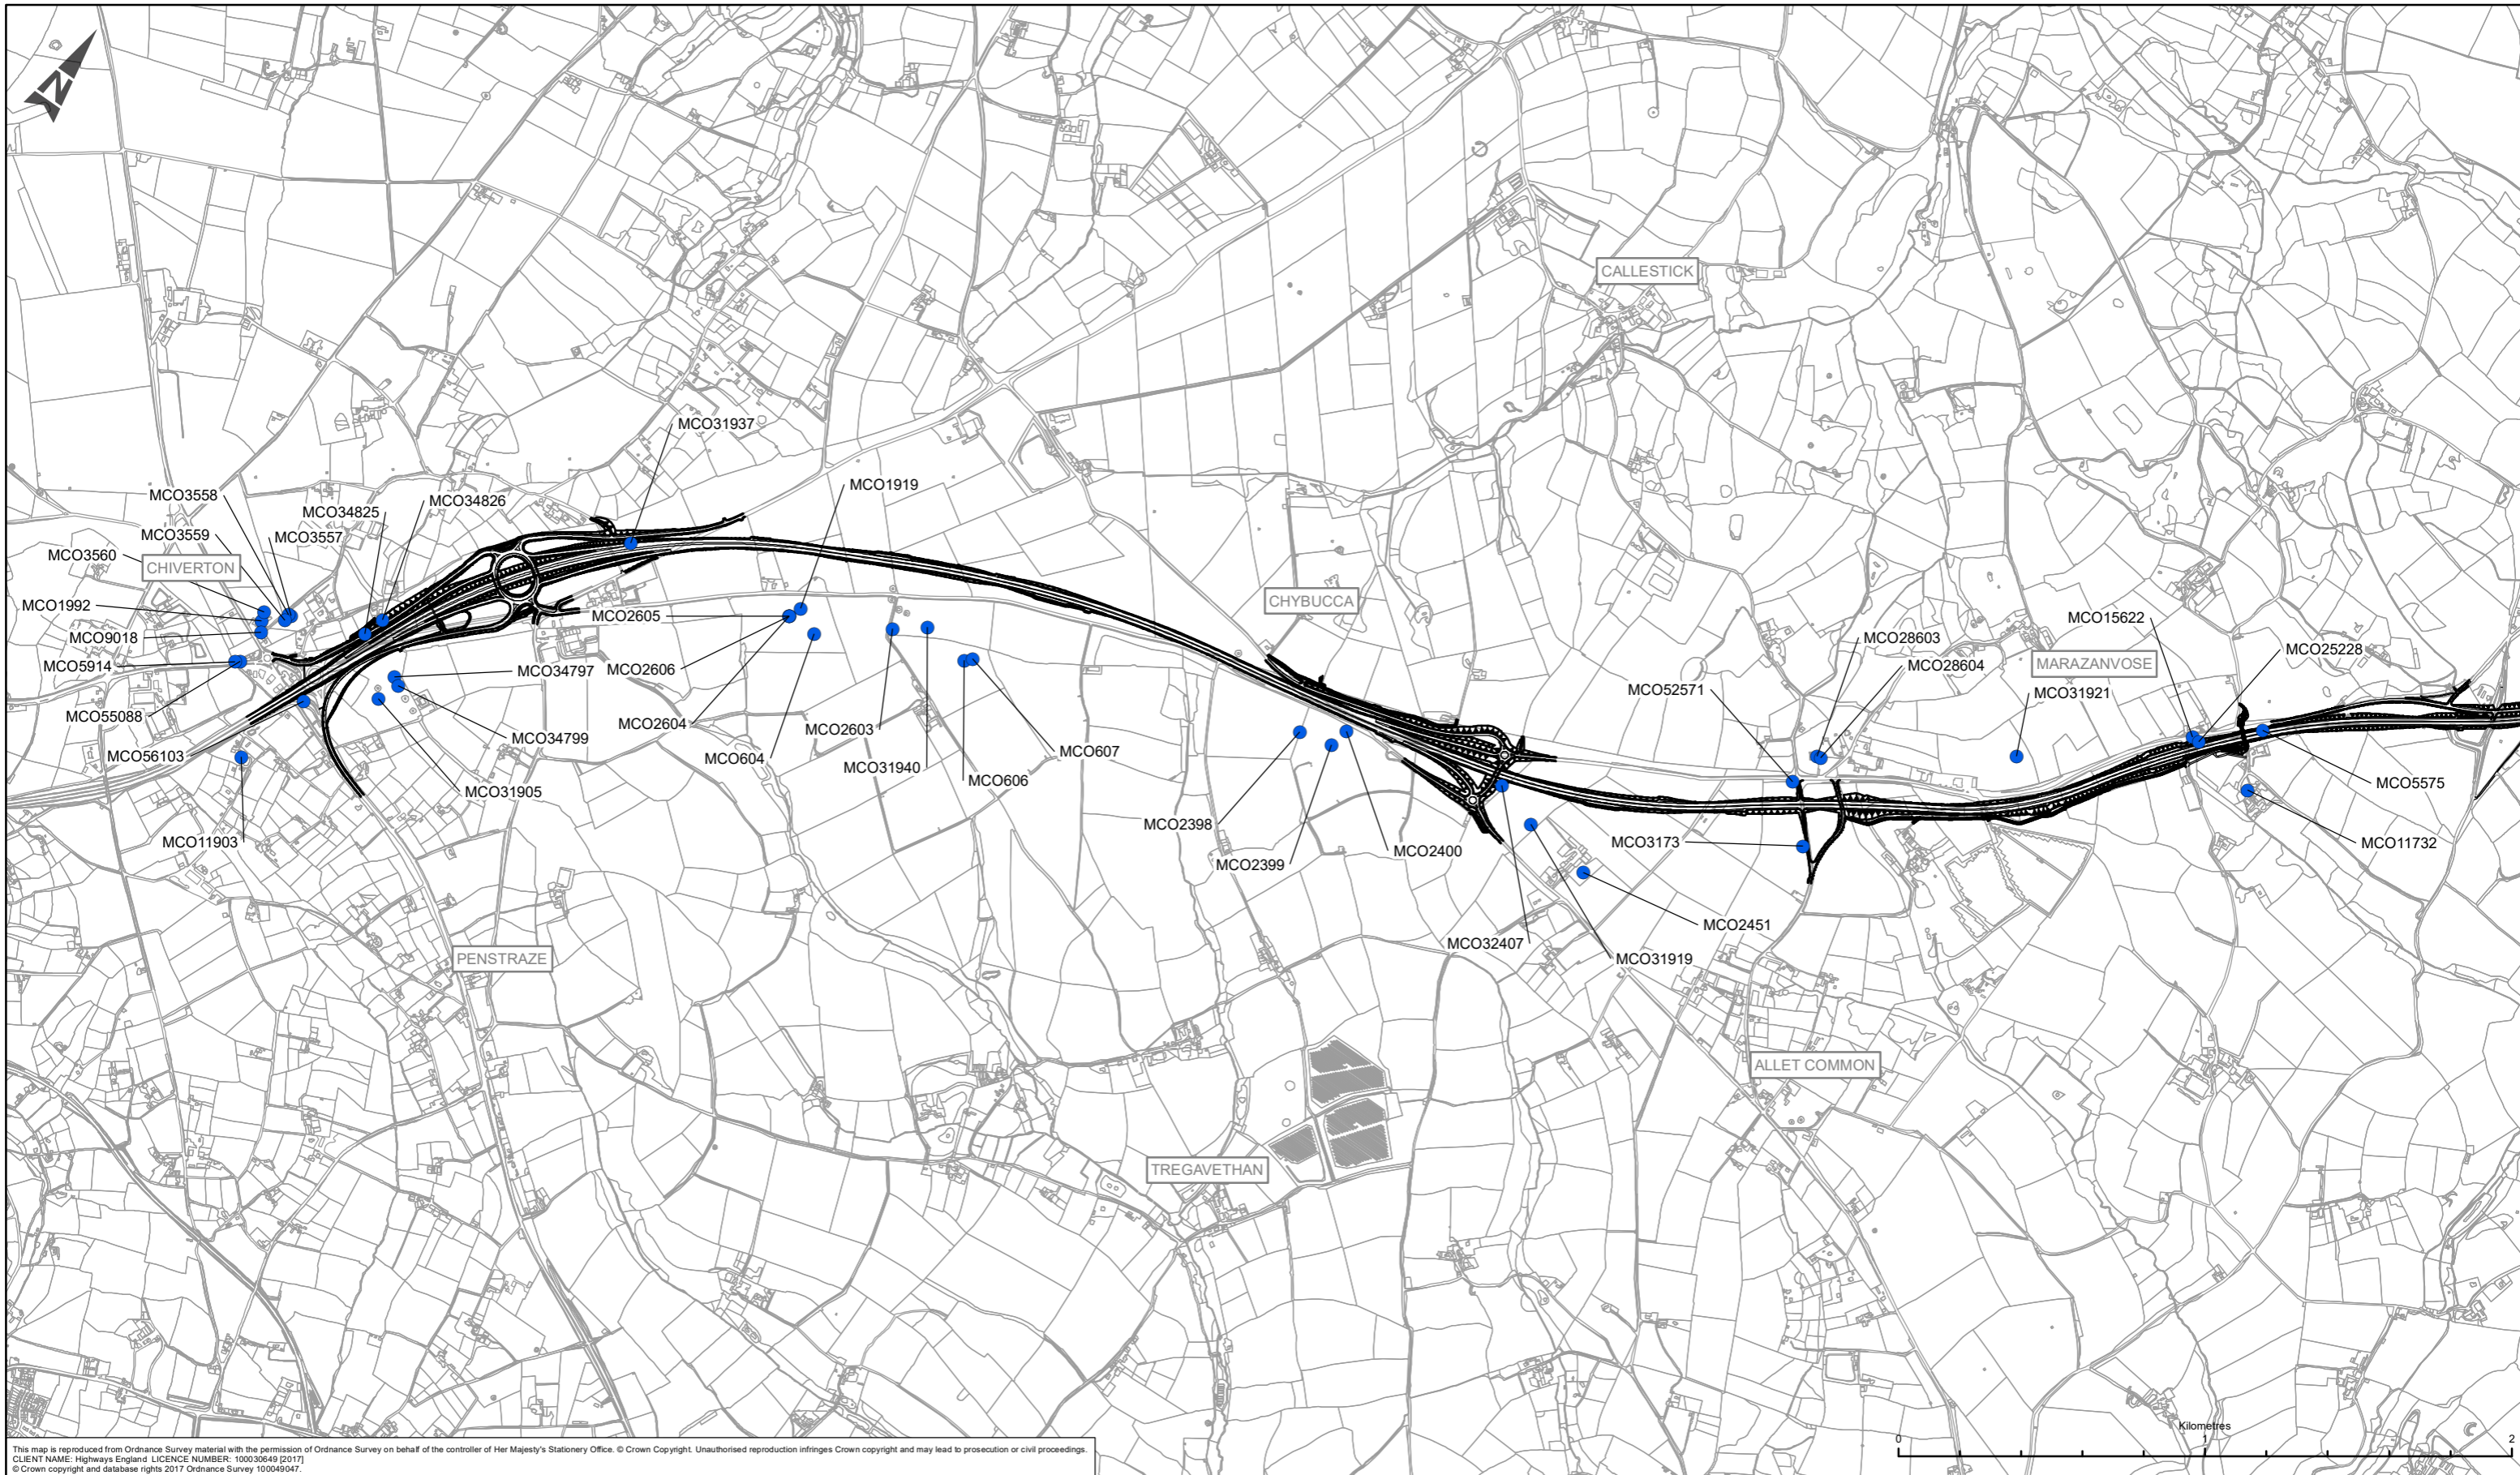 N
CALLESTICK
MCO31937
MCO1919
MCO3558
MCO34826
MCO34825
MCO3559
MCO3557
MCO3560
CHIVERTON
MCO1992
MCO9018
MCO5914
MCO55088
MCO56103
MCO11903
MCO34797
MCO34799
MCO31905
MCO2605
MCO2606
MCO2604
MCO604
MCO2603
MCO31940
MCO606
MCO607
CHYBUCCA
MCO2398
MCO2399
MCO2400
MCO32407
MCO31919
MCO2451
MCO3173
MCO52571
MCO28603
MCO28604
MARAZANVOSE
MCO31921
MCO15622
MCO25228
MCO5575
MCO11732
PENSTRAZE
ALLET COMMON
TREGAVETHAN
Kilometres
0 1 2
This map is reproduced from Ordnance Survey material with the permission of Ordnance Survey on behalf of the controller of Her Majesty's Stationery Office. © Crown Copyright. Unauthorised reproduction infringes Crown copyright and may lead to prosecution or civil proceedings.
CLIENT NAME: Highways England LICENCE NUMBER: 100030649 [2017]
© Crown copyright and database rights 2017 Ordnance Survey 100049047.